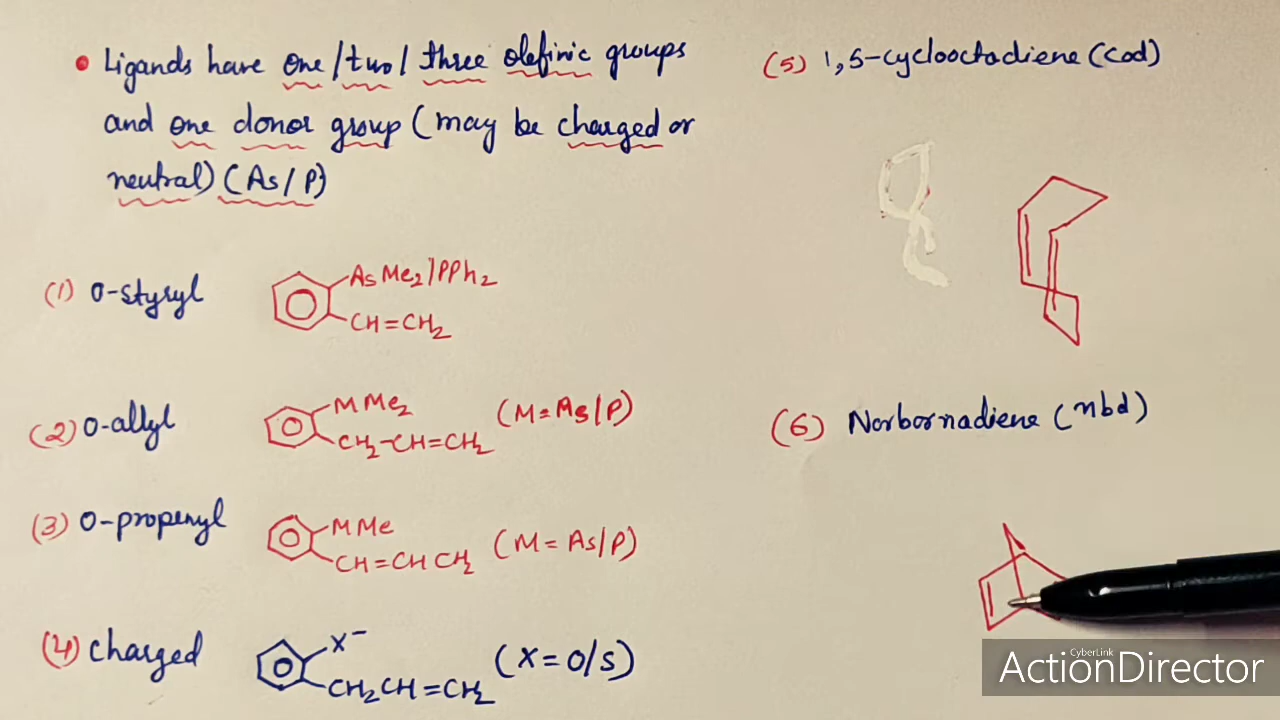 • Ligands have one/two/three olefinic groups
and one donor group (may be charged or
neutral) (As/P)
(1) o-styryl
AsMe2/PPh2
CH=CH2
(2) o-allyl
MMe2
CH2-CH=CH2
(M=As/P)
(3) o-propenyl
MMe
CH=CHCH2
(M=As/P)
(4) charged
X⁻
CH2CH=CH2
(X=O/S)
(5) 1,5-cyclooctadiene (cod)
(6) Norbornadiene (nbd)
CyberLink
ActionDirector